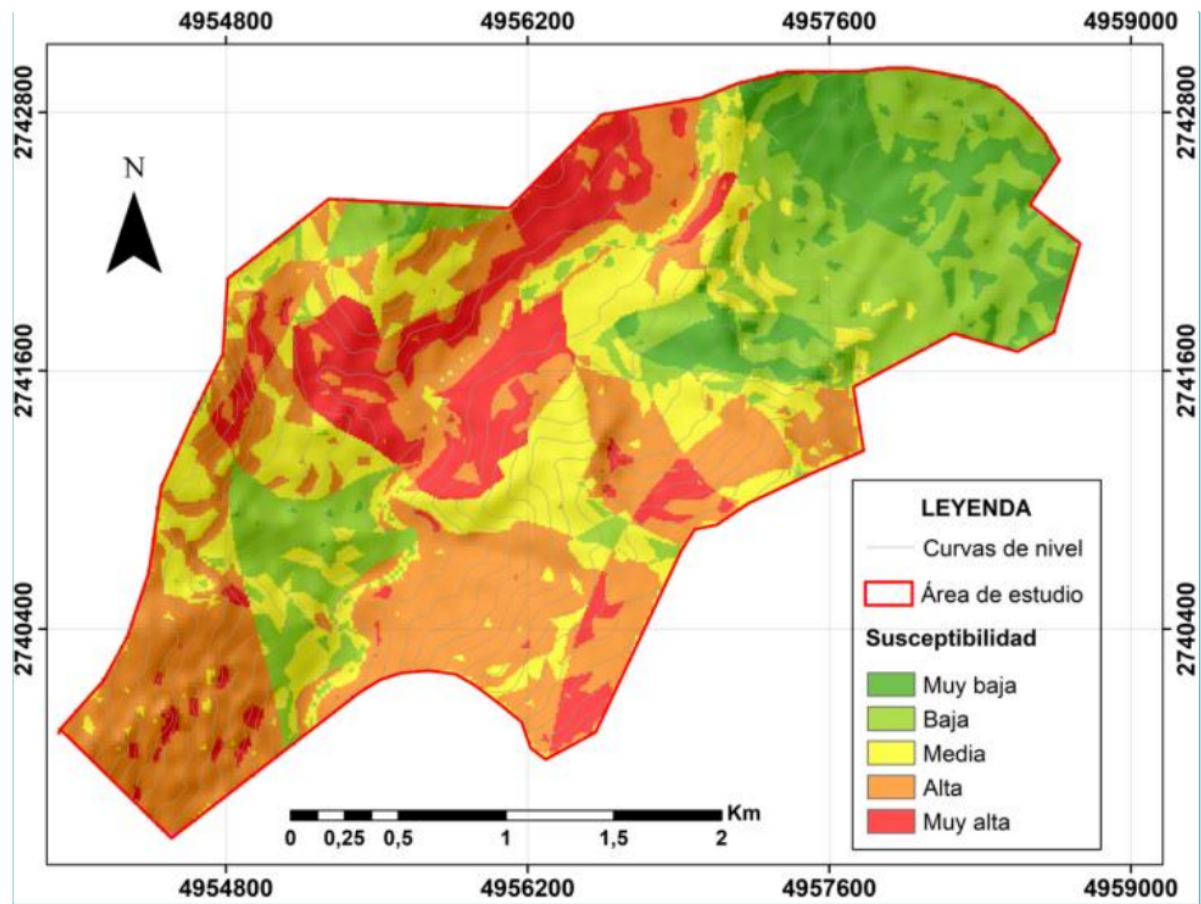 4954800 4956200 4957600 4959000
2742800 2742800
N
2741600 2741600
2740400 2740400
LEYENDA
Curvas de nivel
Área de estudio
Susceptibilidad
Muy baja
Baja
Media
Alta
Muy alta
Km
0 0,25 0,5 1 1,5 2
4954800 4956200 4957600 4959000